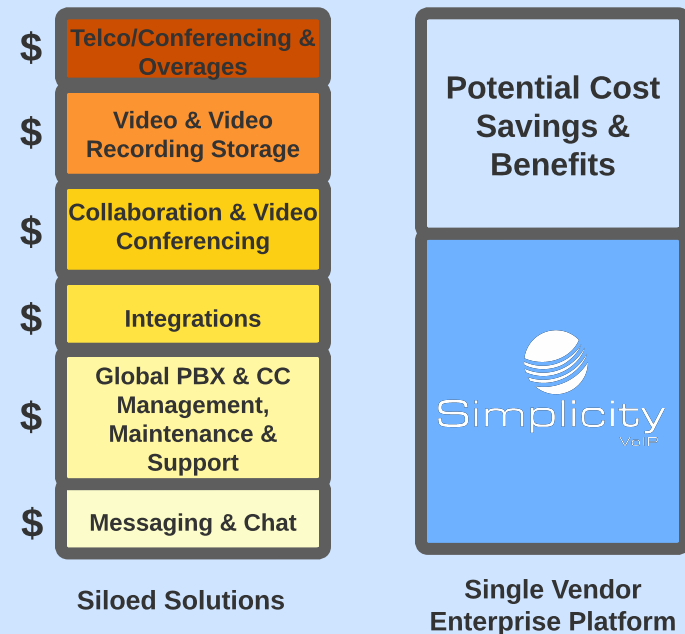 $
Telco/Conferencing &
Overages
$
Video & Video
Recording Storage
$
Collaboration & Video
Conferencing
$
Integrations
$
Global PBX & CC
Management,
Maintenance &
Support
$
Messaging & Chat
Siloed Solutions
Potential Cost
Savings &
Benefits
Simplicity
VoIP
Single Vendor
Enterprise Platform